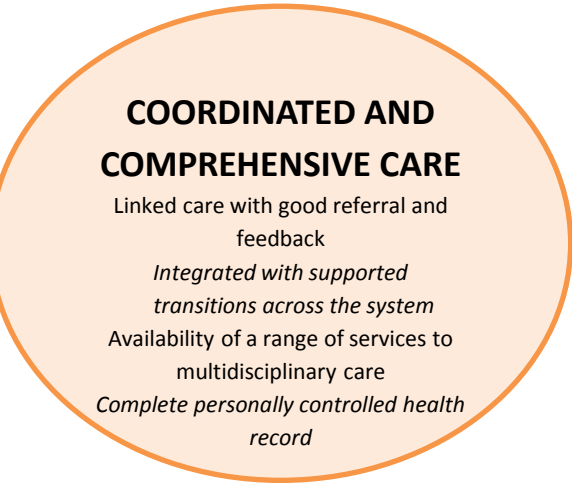 COORDINATED AND
COMPREHENSIVE CARE
Linked care with good referral and
feedback
Integrated with supported
transitions across the system
Availability of a range of services to
multidisciplinary care
Complete personally controlled health
record